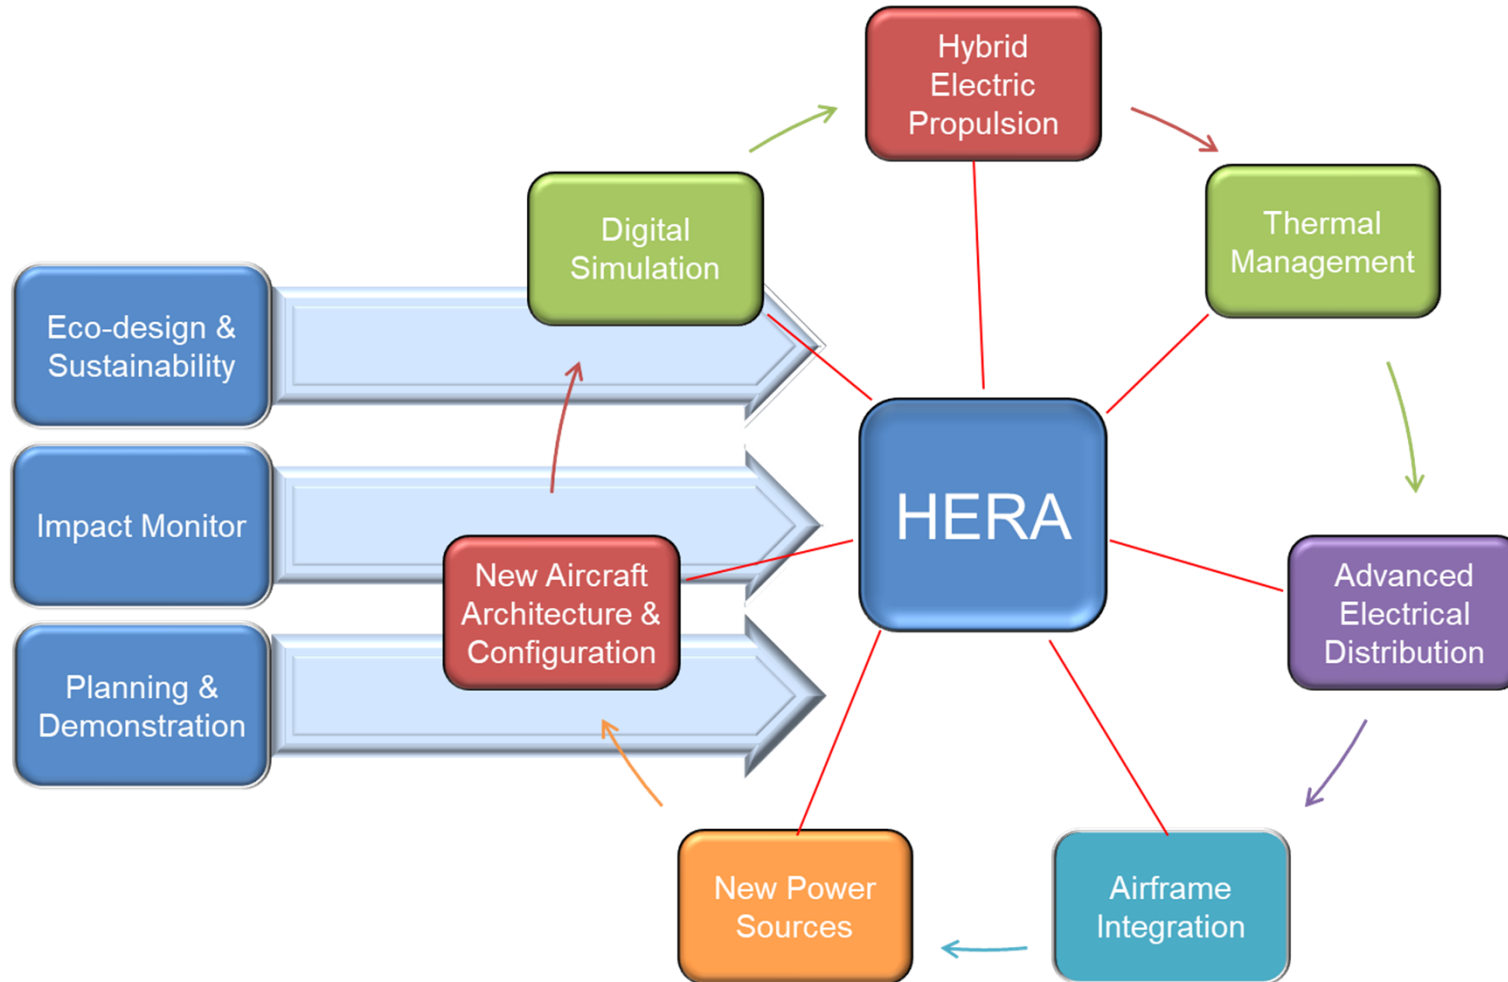 Hybrid
Electric
Propulsion
Digital
Simulation
Thermal
Management
Eco-design &
Sustainability
HERA
Impact Monitor
New Aircraft
Architecture &
Configuration
Advanced
Electrical
Distribution
Planning &
Demonstration
New Power
Sources
Airframe
Integration